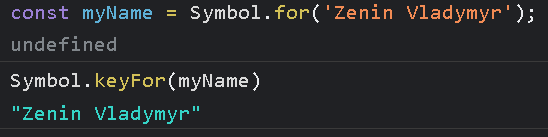 const myName = Symbol.for('Zenin Vladymyr');
undefined
Symbol.keyFor(myName)
"Zenin Vladymyr"